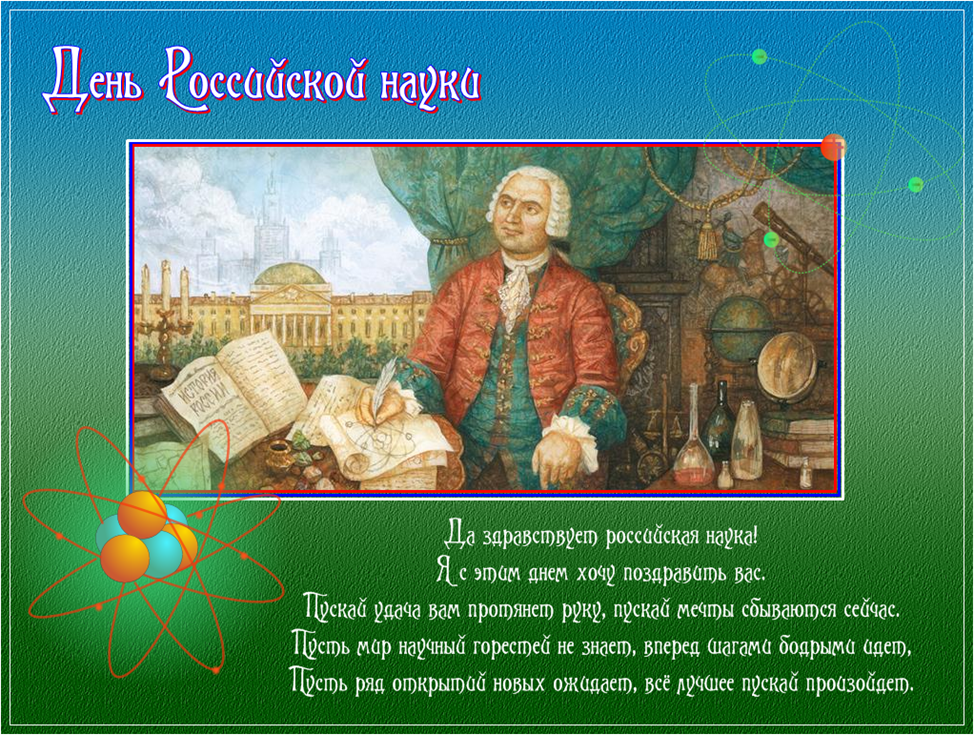 День Российской науки
ИСТОРИЯ
РОССИИ
Да здравствует российская наука!
Я с этим днем хочу поздравить вас.
Пускай удача вам протянет руку, пускай мечты сбываются сейчас.
Пусть мир научный горестей не знает, вперед шагами бодрыми идет,
Пусть ряд открытий новых ожидает, всё лучшее пускай произойдет.